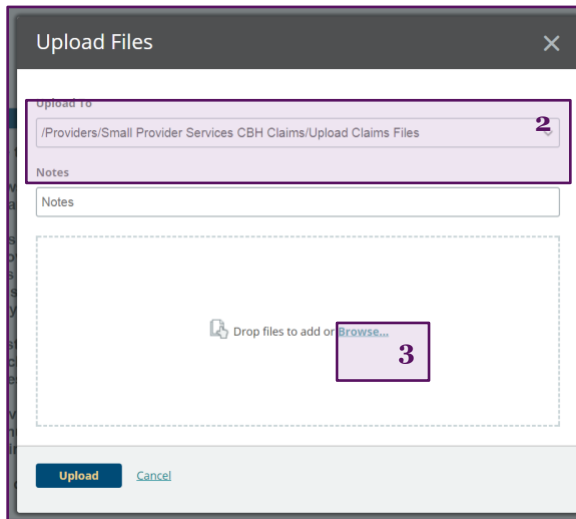 Upload Files
Upload To
/Providers/Small Provider Services CBH Claims/Upload Claims Files
2
Notes
Notes
Drop files to add or Browse...
3
Upload
Cancel